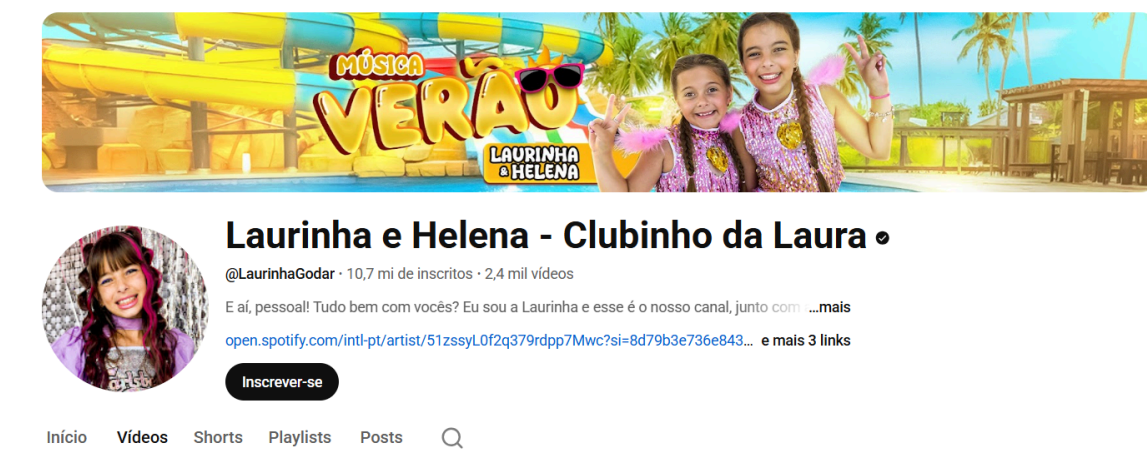 MÚSICA
VERÃO
LAURINHA
& HELENA
Laurinha e Helena - Clubinho da Laura
@LaurinhaGodar · 10,7 mi de inscritos · 2,4 mil vídeos
E aí, pessoal! Tudo bem com vocês? Eu sou a Laurinha e esse é o nosso canal, junto com ...mais
open.spotify.com/intl-pt/artist/51zssyL0f2q379rdpp7Mwc?si=8d79b3e736e843... e mais 3 links
Inscrever-se
Início Vídeos Shorts Playlists Posts